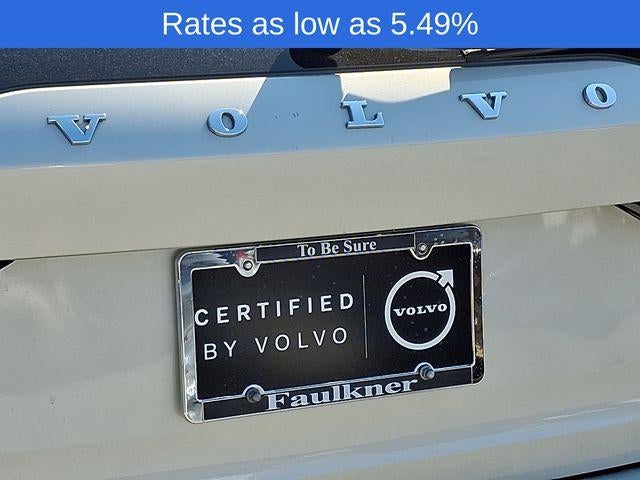 Rates as low as 5.49%
VOLVO
To Be Sure
CERTIFIED
BY VOLVO
VOLVO
Faulkner